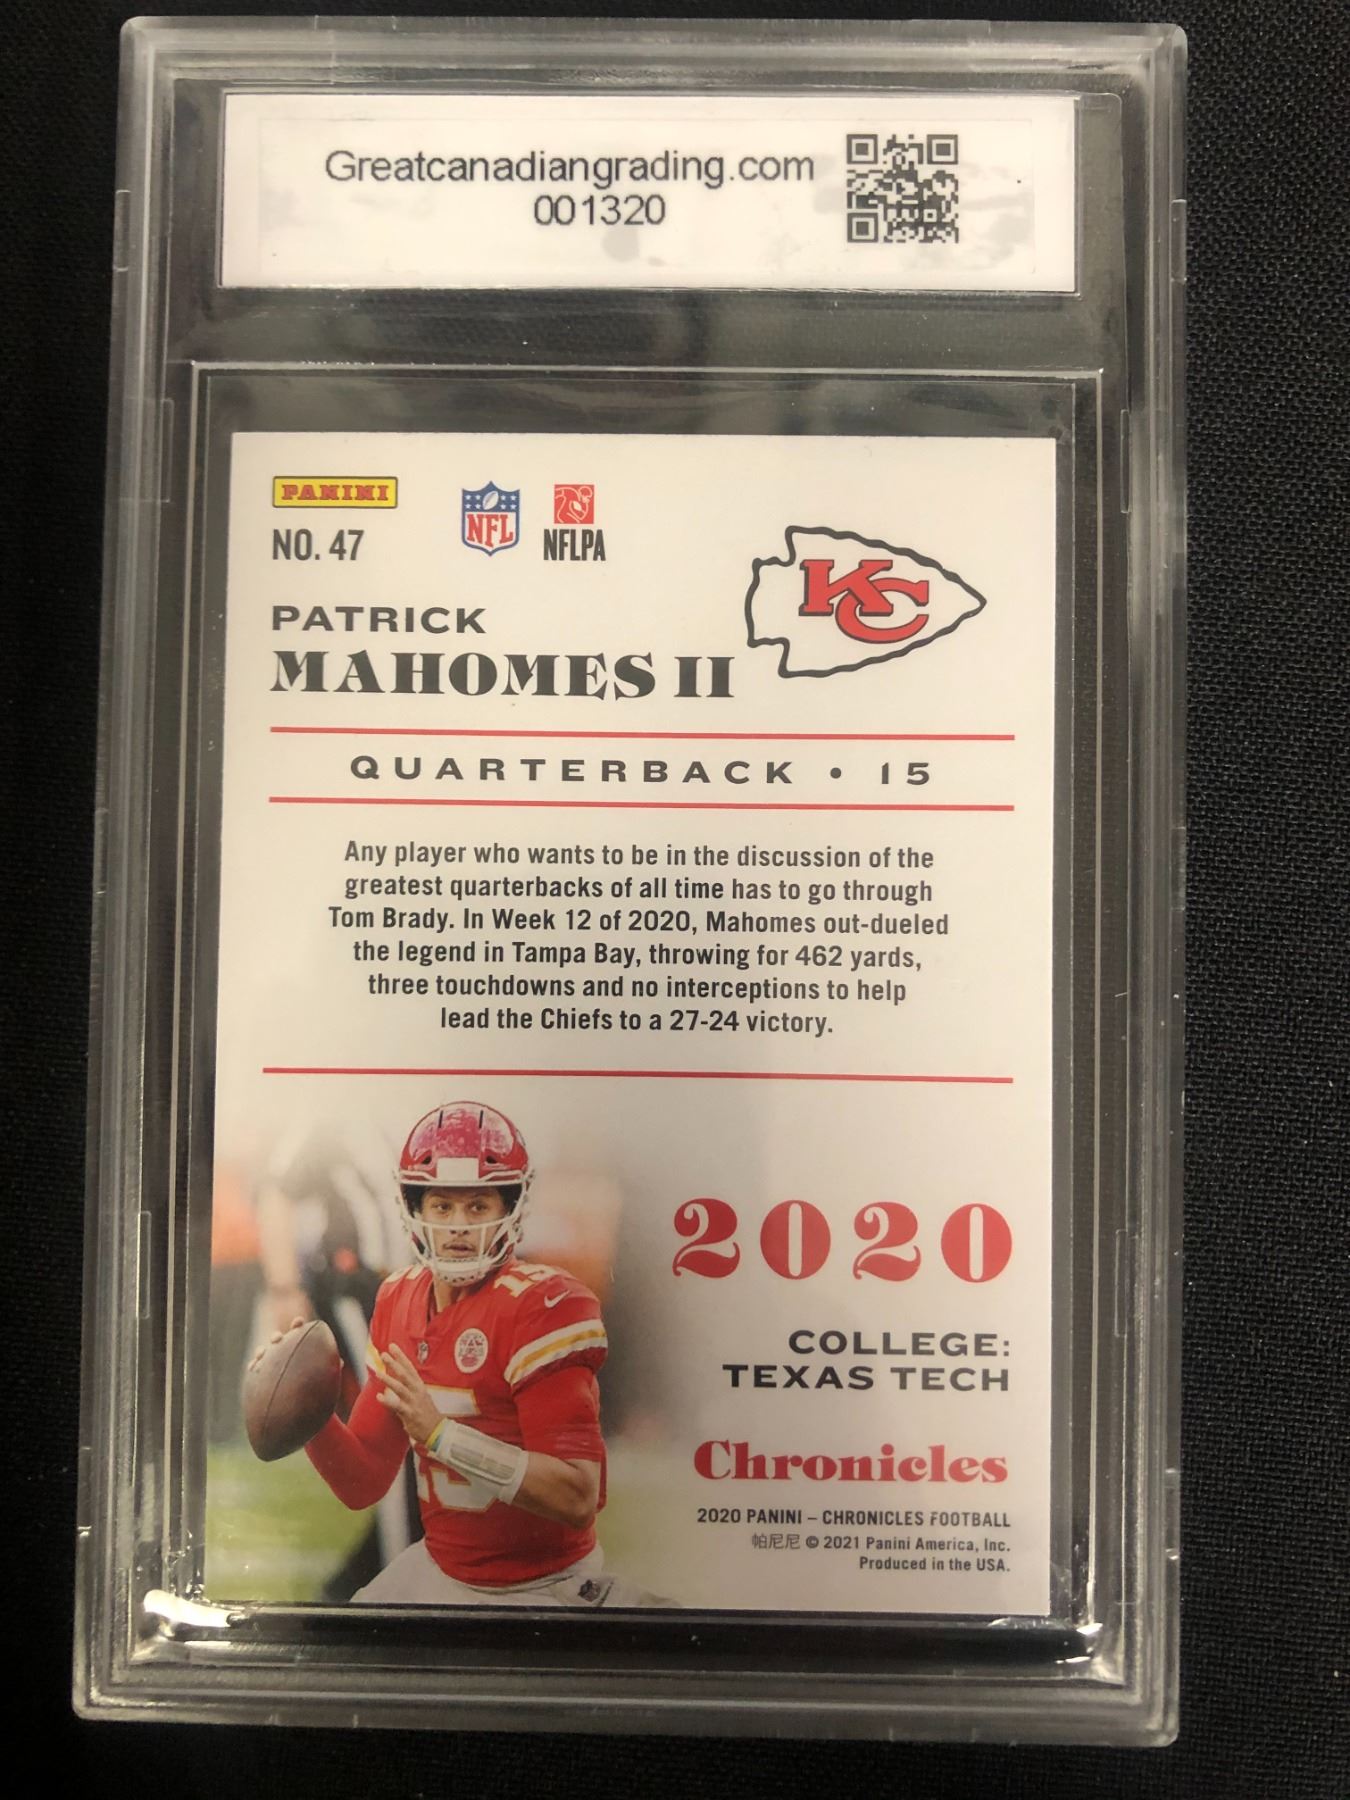 Greatcanadiangrading.com
001320
PANINI
NO. 47
NFL
NFLPA
KC
PATRICK
MAHOMES II
QUARTERBACK • 15
Any player who wants to be in the discussion of the
greatest quarterbacks of all time has to go through
Tom Brady. In Week 12 of 2020, Mahomes out-dueled
the legend in Tampa Bay, throwing for 462 yards,
three touchdowns and no interceptions to help
lead the Chiefs to a 27-24 victory.
15
15
2020
COLLEGE:
TEXAS TECH
Chronicles
2020 PANINI – CHRONICLES FOOTBALL
帕尼尼 © 2021 Panini America, Inc.
Produced in the USA.